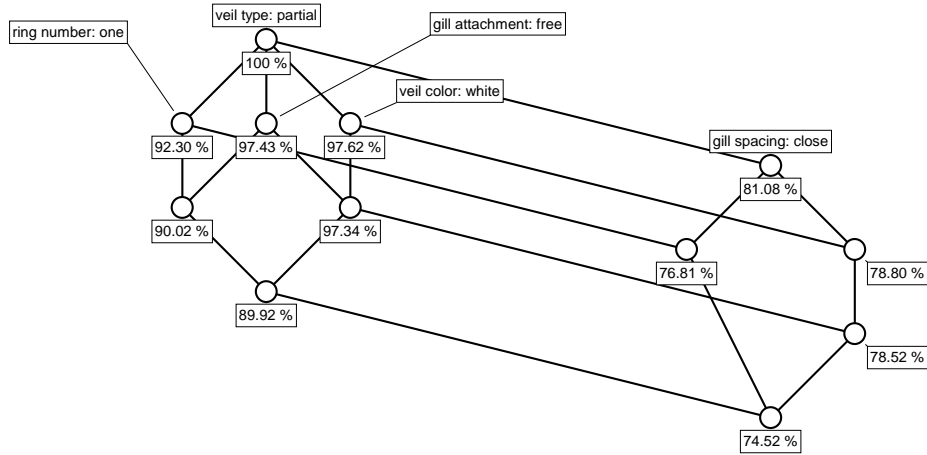 veil type: partial
gill attachment: free
ring number: one
100 %
veil color: white
92.30 %
97.43 %
97.62 %
gill spacing: close
81.08 %
90.02 %
97.34 %
76.81 %
78.80 %
89.92 %
78.52 %
74.52 %